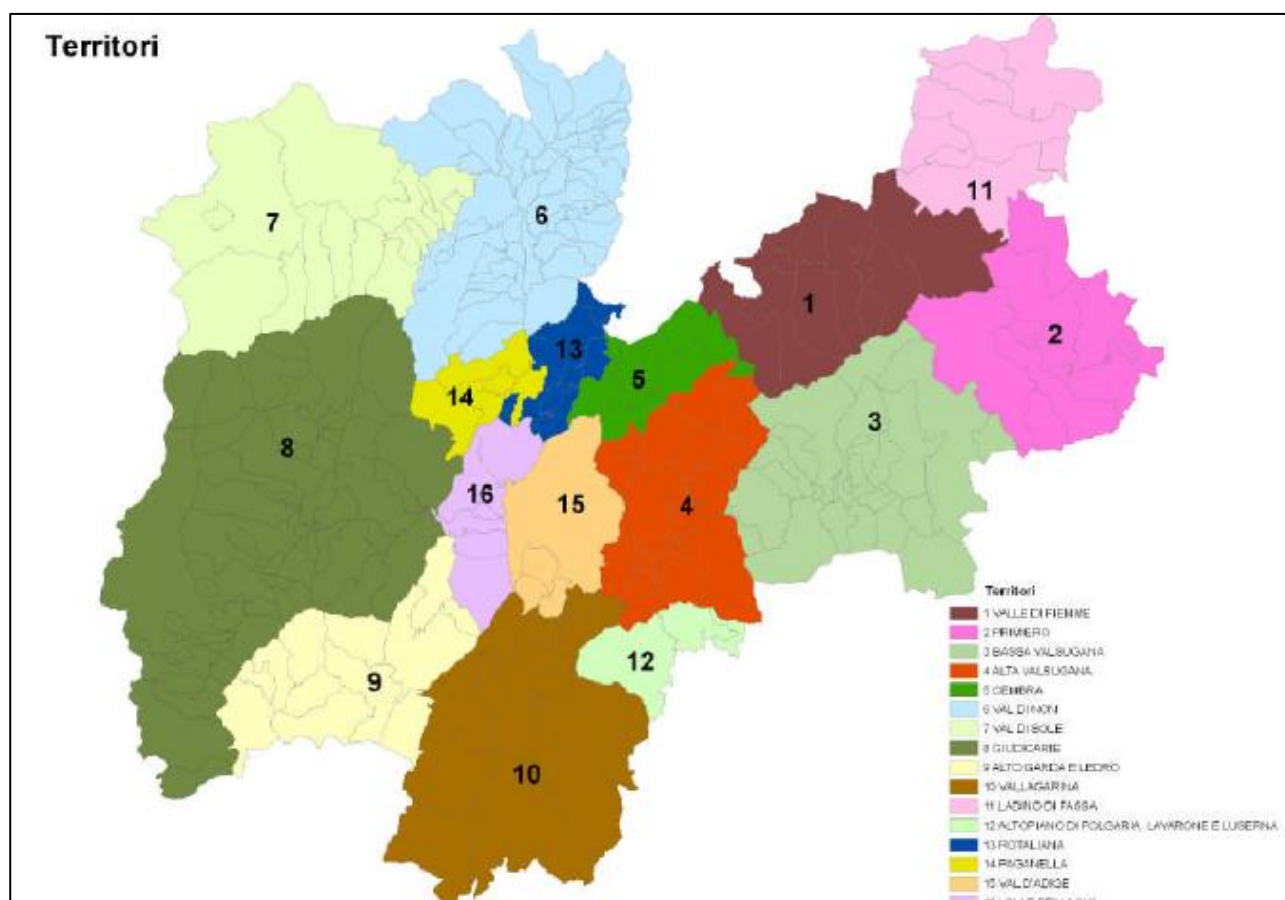 Territori
11
7
6
1
2
13
5
14
3
8
16
15
4
12
9
10
Territori
1 VALLE DI FIEMME
2 PRIMIERO
3 BASSA VALSUGANA
4 ALTA VALSUGANA
5 CEMBRA
6 VAL DI NON
7 VAL DI SOLE
8 GIUDICARIE
9 ALTO GARDA E LEDRO
10 VALLAGARINA
11 LADINO DI FASSA
12 ALTOPIANO DI FOLGARIA, LAVARONE E LUSERNA
13 ROTALIANA
14 PAGANELLA
15 VAL D'ADIGE